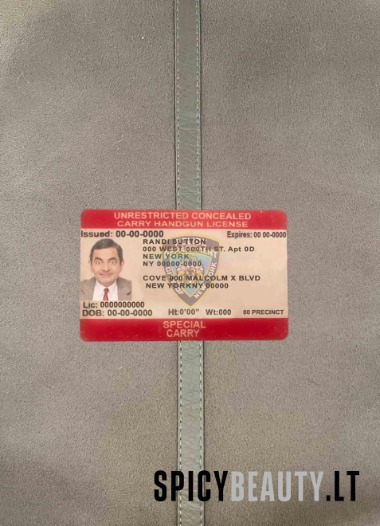 UNRESTRICTED CONCEALED
CARRY HANDGUN LICENSE
Issued: 00-00-0000 Expires: 00 00-0000
RANDI SUTTON
000 WEST 000TH ST. Apt 0D
NEW YORK
NY 00000-0000
COVE 900 MALCOLM X BLVD
NEW YORKNY 00000
Lic: 0000000000
DOB: 00-00-0000 Ht:0'00" Wt:000 00 PRECINCT
SPECIAL
CARRY
SPICYBEAUTY.LT